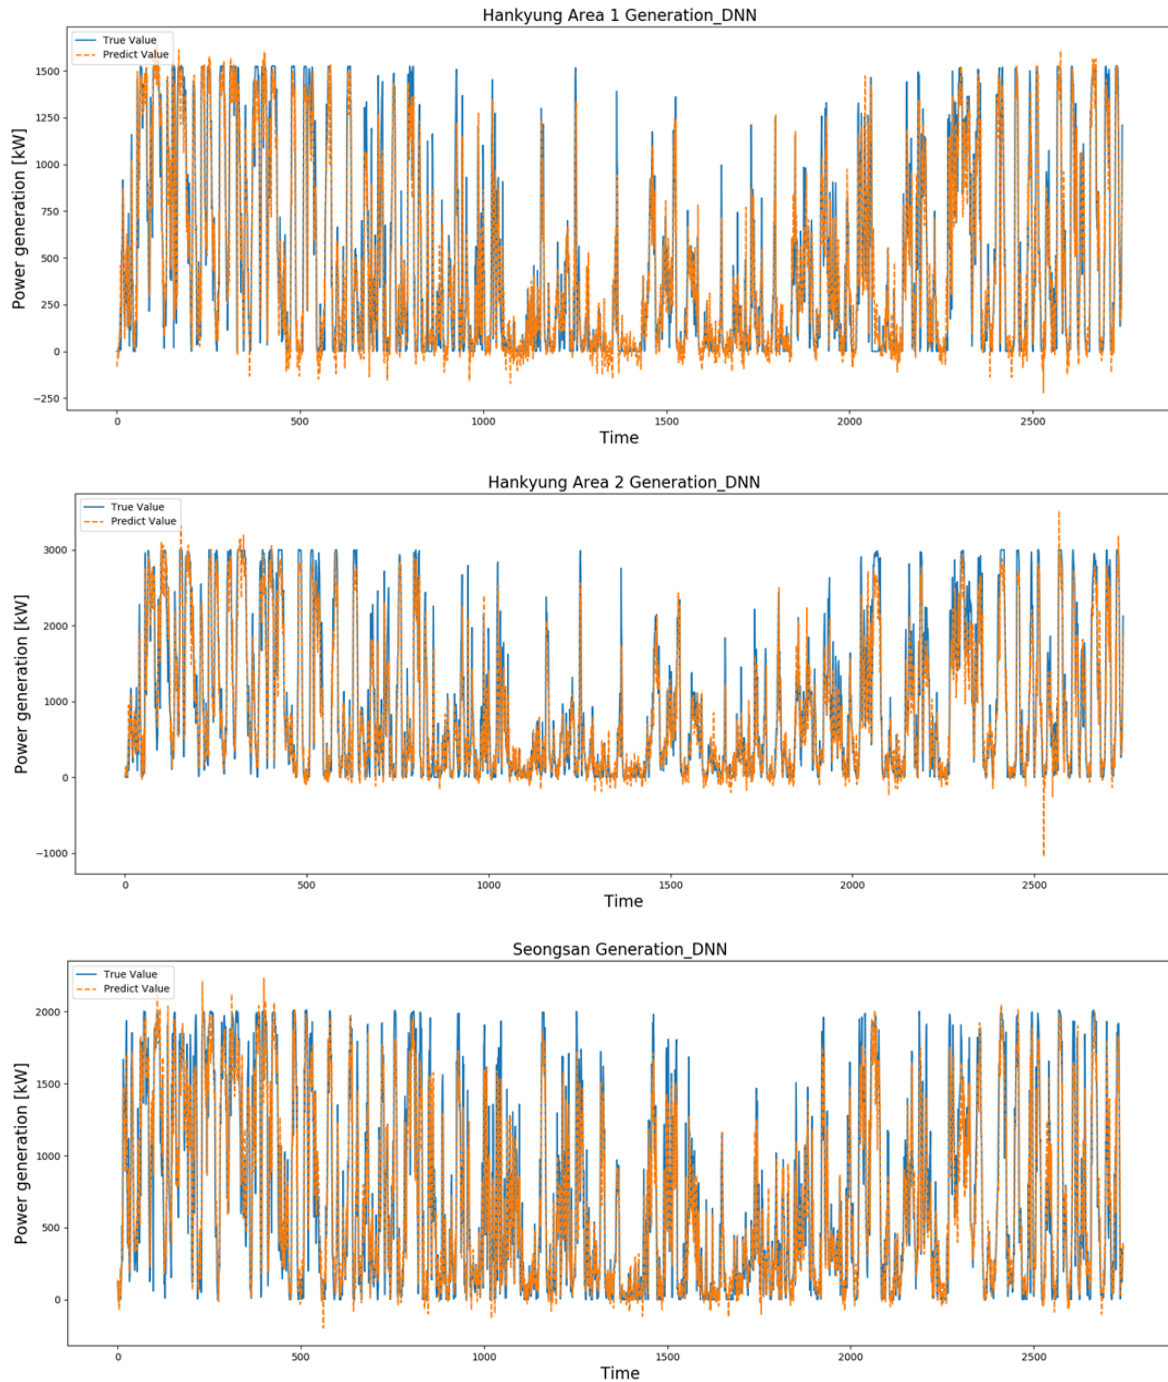 Hankyung Area 1 Generation_DNN
True Value
Predict Value
1500
1250
1000
750
500
250
0
−250
Power generation [kW]
0 500 1000 1500 2000 2500
Time
Hankyung Area 2 Generation_DNN
True Value
Predict Value
3000
2000
1000
0
−1000
Power generation [kW]
0 500 1000 1500 2000 2500
Time
Seongsan Generation_DNN
True Value
Predict Value
2000
1500
1000
500
0
Power generation [kW]
0 500 1000 1500 2000 2500
Time